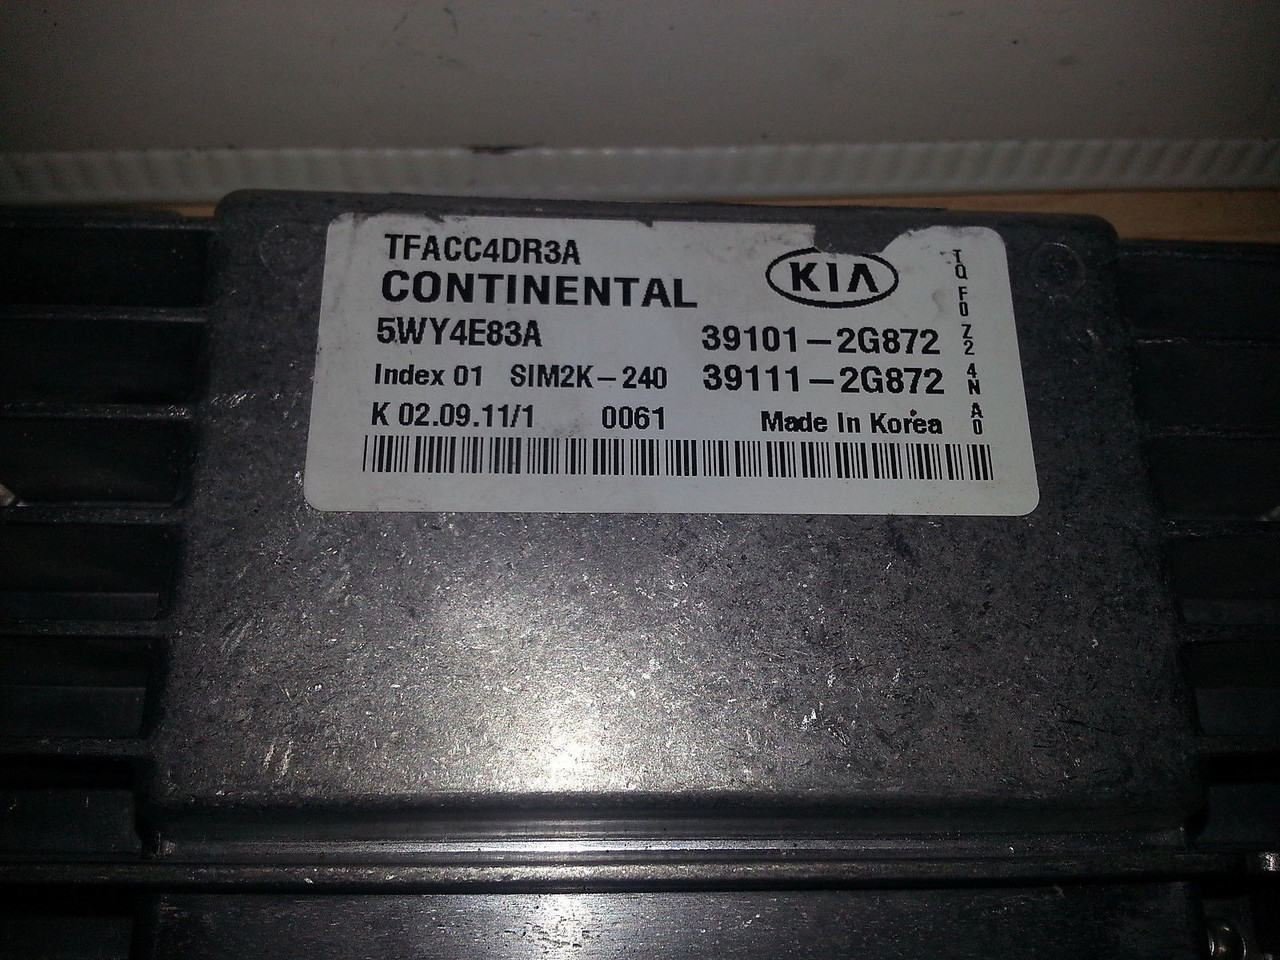 TFACC4DR3A
CONTINENTAL
KIA
5WY4E83A 39101-2G872
Index 01 SIM2K-240 39111-2G872
K 02.09.11/1 0061 Made In Korea
TQ F0 Z2 4N A0